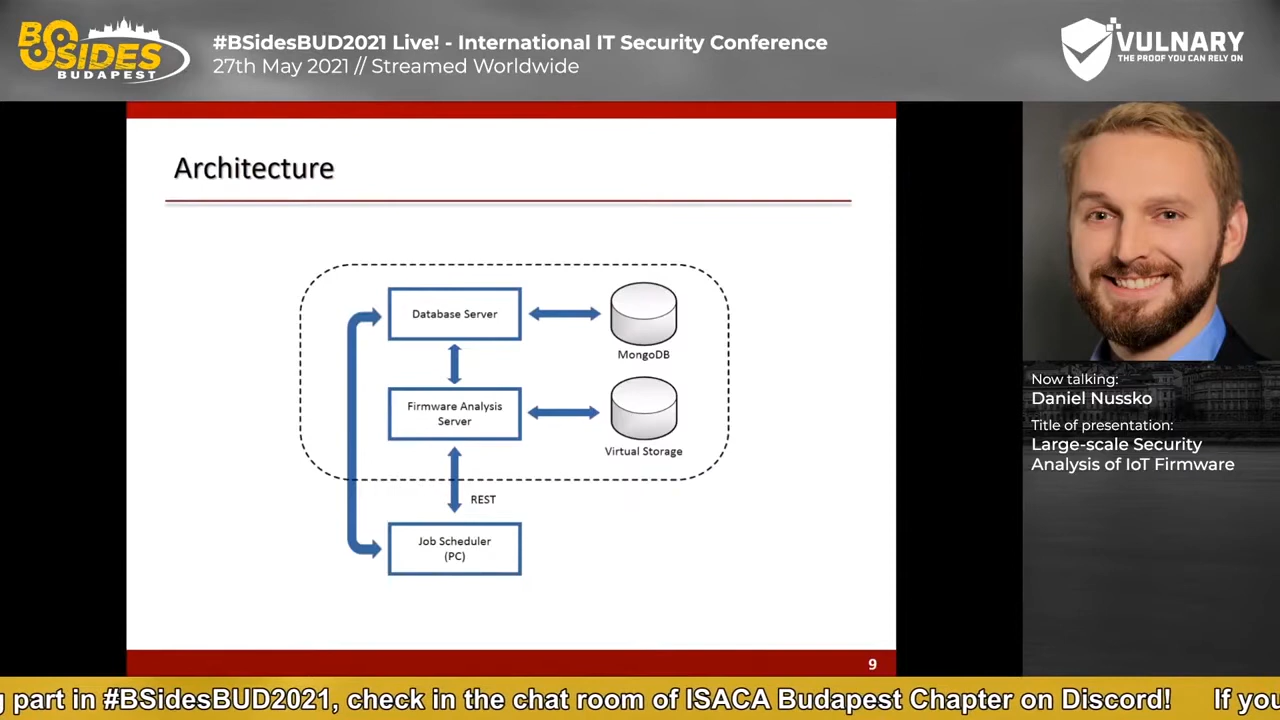 BSIDES
BUDAPEST
#BSidesBUD2021 Live! - International IT Security Conference
27th May 2021 // Streamed Worldwide
VULNARY
THE PROOF YOU CAN RELY ON
Architecture
Database Server
MongoDB
Firmware Analysis
Server
Virtual Storage
REST
Job Scheduler
(PC)
9
Now talking:
Daniel Nussko
Title of presentation:
Large-scale Security
Analysis of IoT Firmware
g part in #BSidesBUD2021, check in the chat room of ISACA Budapest Chapter on Discord! If you